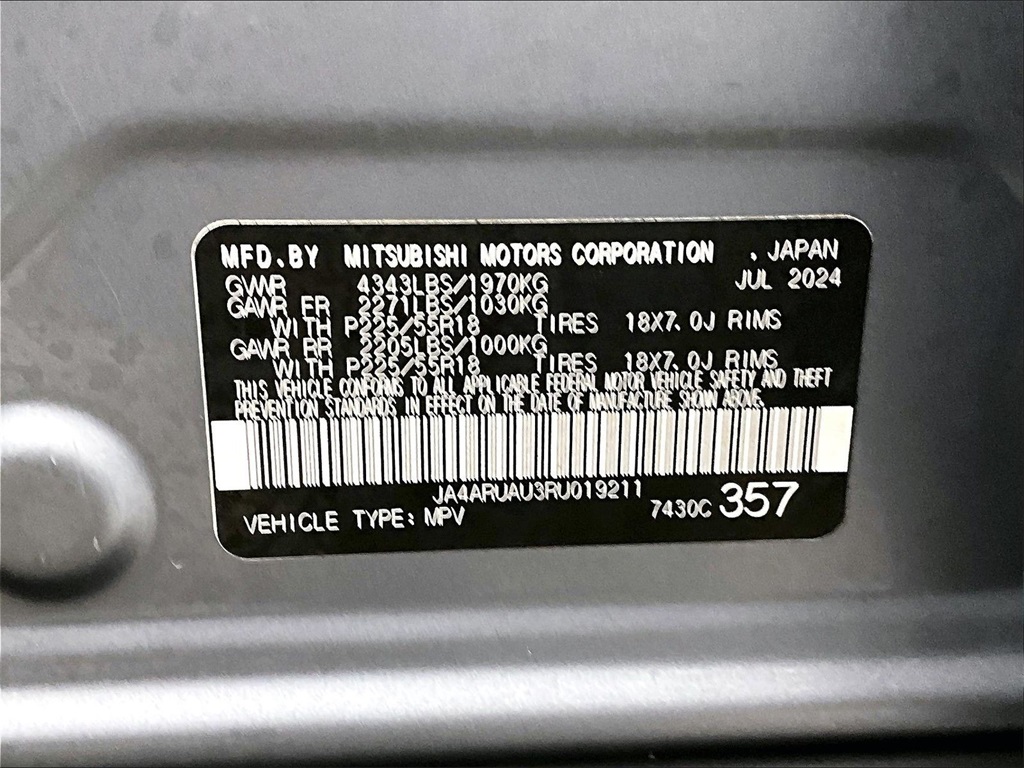 MFD. BY MITSUBISHI MOTORS CORPORATION , JAPAN
GVWR 4343LBS/1970KG JUL 2024
GAWR FR 2271LBS/1030KG
WITH P225/55R18 TIRES 18X7.0J RIMS
GAWR RR 2205LBS/1000KG
WITH P225/55R18 TIRES 18X7.0J RIMS
THIS VEHICLE CONFORMS TO ALL APPLICABLE FEDERAL MOTOR VEHICLE SAFETY AND THEFT
PREVENTION STANDARDS IN EFFECT ON THE DATE OF MANUFACTURE SHOWN ABOVE.
JA4ARUAU3RU019211
VEHICLE TYPE: MPV 7430C 357